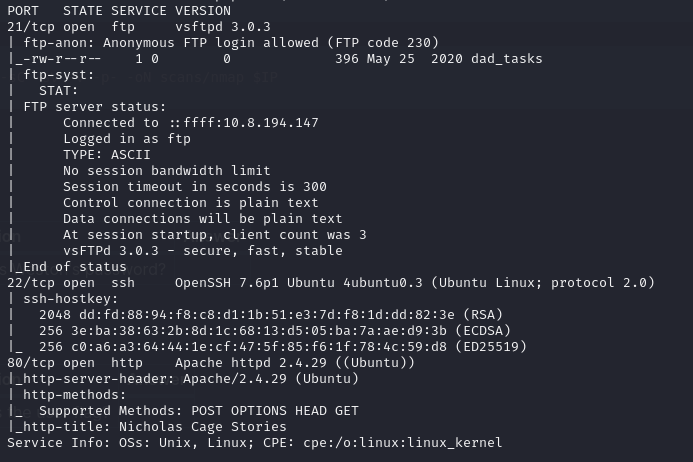 PORT   STATE SERVICE VERSION
21/tcp open  ftp     vsftpd 3.0.3
| ftp-anon: Anonymous FTP login allowed (FTP code 230)
|_-rw-r--r--    1 0        0             396 May 25  2020 dad_tasks
| ftp-syst:
|   STAT:
| FTP server status:
|      Connected to ::ffff:10.8.194.147
|      Logged in as ftp
|      TYPE: ASCII
|      No session bandwidth limit
|      Session timeout in seconds is 300
|      Control connection is plain text
|      Data connections will be plain text
|      At session startup, client count was 3
|      vsFTPd 3.0.3 - secure, fast, stable
|_End of status
22/tcp open  ssh     OpenSSH 7.6p1 Ubuntu 4ubuntu0.3 (Ubuntu Linux; protocol 2.0)
| ssh-hostkey:
|   2048 dd:fd:88:94:f8:c8:d1:1b:51:e3:7d:f8:1d:dd:82:3e (RSA)
|   256 3e:ba:38:63:2b:8d:1c:68:13:d5:05:ba:7a:ae:d9:3b (ECDSA)
|_  256 c0:a6:a3:64:44:1e:cf:47:5f:85:f6:1f:78:4c:59:d8 (ED25519)
80/tcp open  http    Apache httpd 2.4.29 ((Ubuntu))
|_http-server-header: Apache/2.4.29 (Ubuntu)
| http-methods:
|_  Supported Methods: POST OPTIONS HEAD GET
|_http-title: Nicholas Cage Stories
Service Info: OSs: Unix, Linux; CPE: cpe:/o:linux:linux_kernel